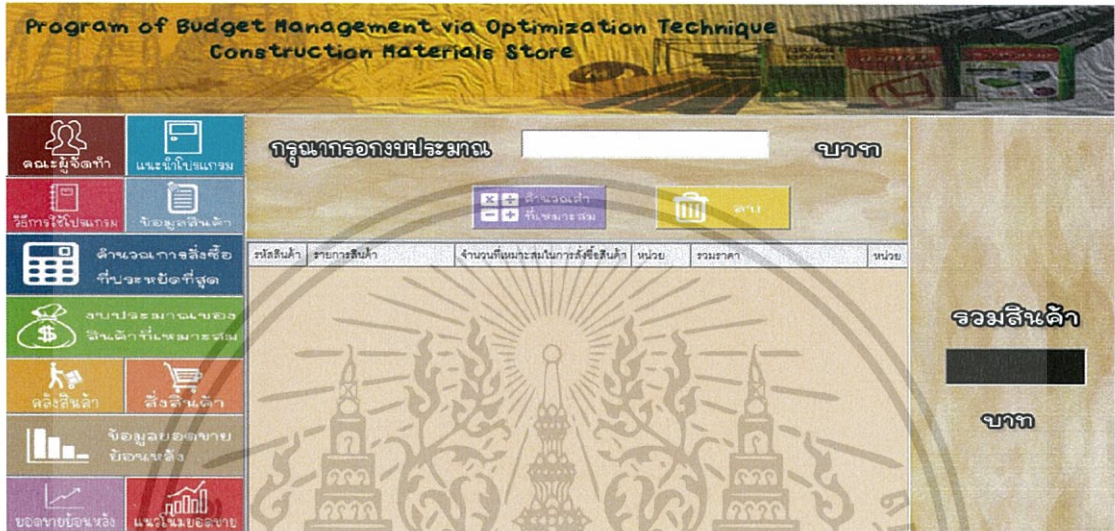 Program of Budget Management via Optimization Technique
Construction Materials Store
คณะผู้จัดทำ
แนะนำโปรแกรม
วิธีการใช้โปรแกรม
ข้อมูลสินค้า
คำนวณการสั่งซื้อ
ที่ประหยัดที่สุด
งบประมาณของ
สินค้าที่เหมาะสม
คลังสินค้า
สั่งสินค้า
ข้อมูลยอดขาย
ย้อนหลัง
ยอดขายย้อนหลัง
แนวโน้มยอดขาย
กรุณากรอกงบประมาณ
บาท
คำนวณค่า
ที่เหมาะสม
ลบ
รหัสสินค้า รายการสินค้า จำนวนที่เหมาะสมในการสั่งซื้อสินค้า หน่วย รวมราคา หน่วย
รวมสินค้า
บาท